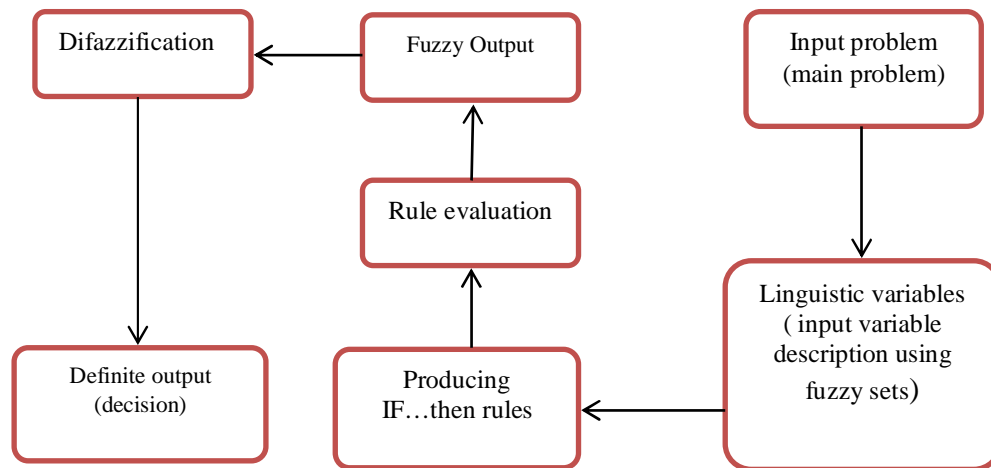 Difazzification
Fuzzy Output
Input problem
(main problem)
Rule evaluation
Linguistic variables
( input variable
description using
fuzzy sets)
Definite output
(decision)
Producing
IF…then rules